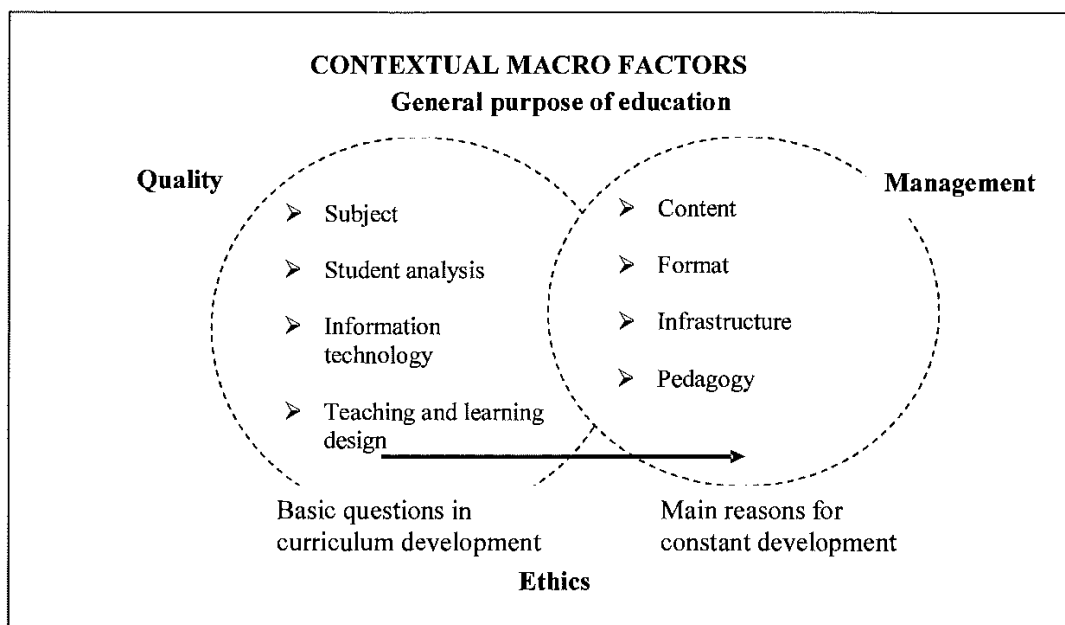 CONTEXTUAL MACRO FACTORS
General purpose of education
Quality
Management
➢ Subject
➢ Student analysis
➢ Information
technology
➢ Teaching and learning
design
➢ Content
➢ Format
➢ Infrastructure
➢ Pedagogy
Basic questions in
curriculum development
Main reasons for
constant development
Ethics